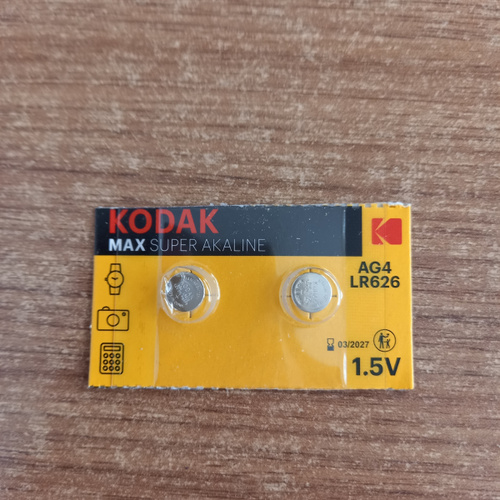 KODAK
MAX SUPER AKALINE
AG4
LR626
03/2027
1.5V